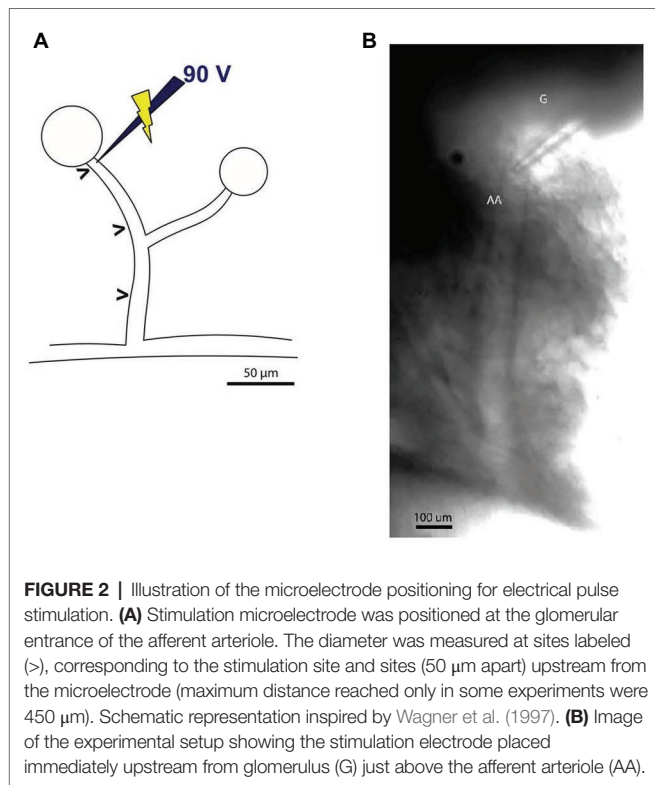 A
90 V
50 µm
B
G
AA
100 um
FIGURE 2 | Illustration of the microelectrode positioning for electrical pulse
stimulation. (A) Stimulation microelectrode was positioned at the glomerular
entrance of the afferent arteriole. The diameter was measured at sites labeled
(>), corresponding to the stimulation site and sites (50 μm apart) upstream from
the microelectrode (maximum distance reached only in some experiments were
450 μm). Schematic representation inspired by Wagner et al. (1997). (B) Image
of the experimental setup showing the stimulation electrode placed
immediately upstream from glomerulus (G) just above the afferent arteriole (AA).